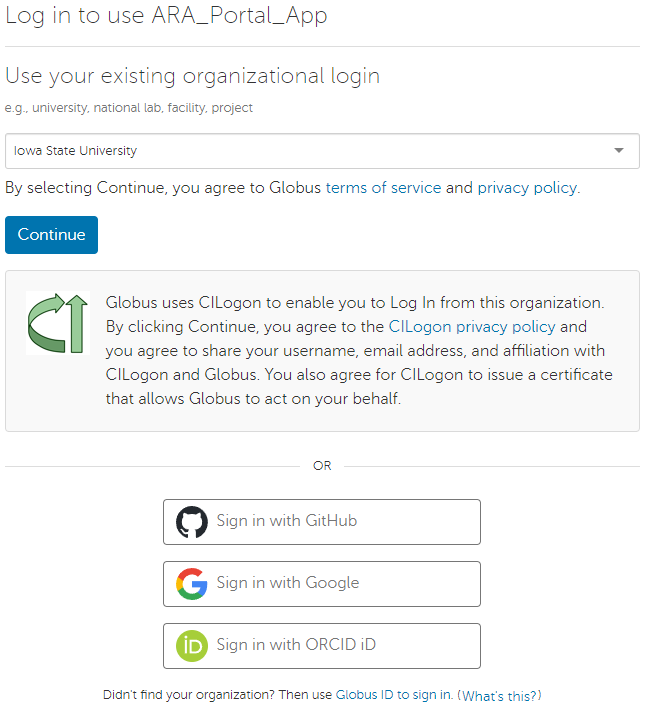 Log in to use ARA_Portal_App
Use your existing organizational login
e.g., university, national lab, facility, project
Iowa State University
By selecting Continue, you agree to Globus terms of service and privacy policy.
Continue
Globus uses CILogon to enable you to Log In from this organization.
By clicking Continue, you agree to the CILogon privacy policy and
you agree to share your username, email address, and affiliation with
CILogon and Globus. You also agree for CILogon to issue a certificate
that allows Globus to act on your behalf.
OR
Sign in with GitHub
Sign in with Google
iD Sign in with ORCID iD
Didn't find your organization? Then use Globus ID to sign in. (What's this?)